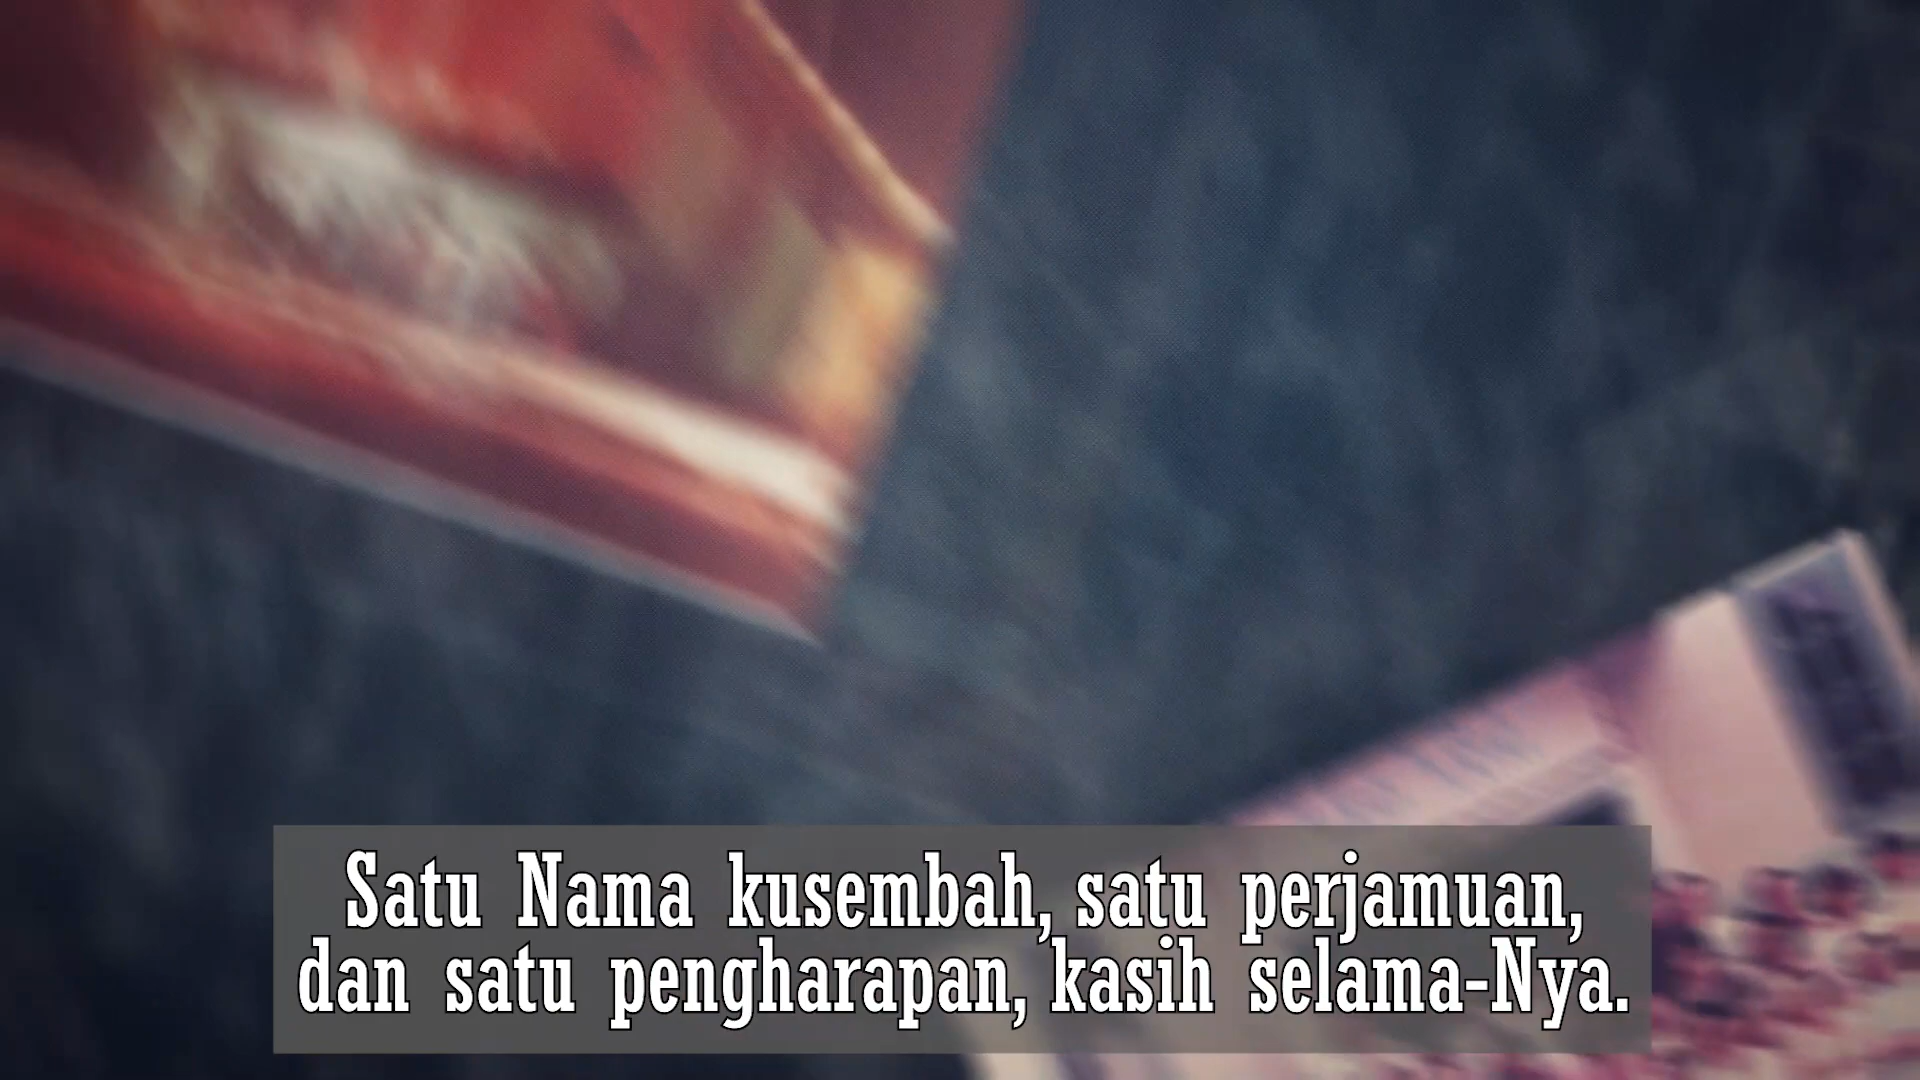 Satu Nama kusembah, satu perjamuan,
dan satu pengharapan, kasih selama-Nya.